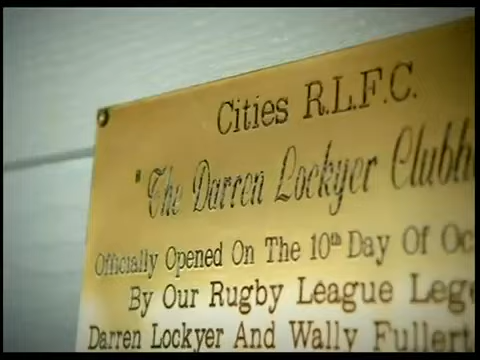 Cities R.L.F.C.
"The Darren Lockyer Clubh
Officially Opened On The 10th Day Of Oc
By Our Rugby League Leg
Darren Lockyer And Wally Fullert